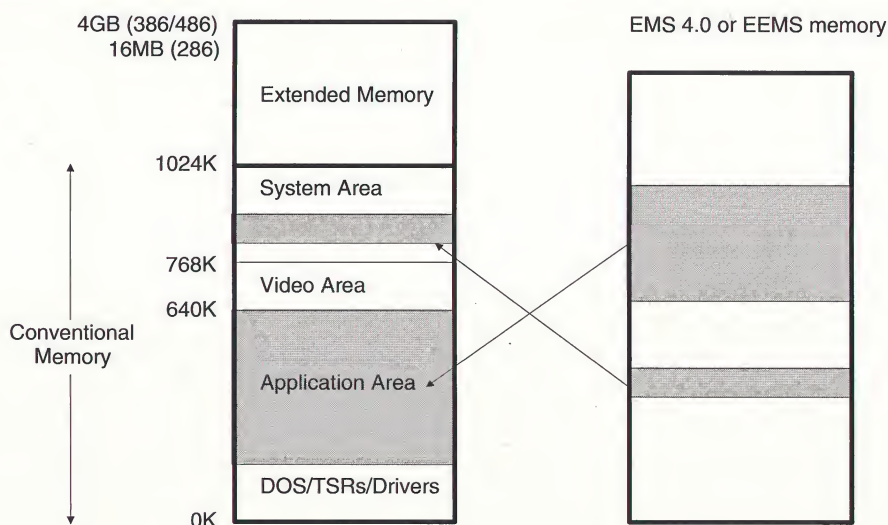 4GB (386/486)
16MB (286)
EMS 4.0 or EEMS memory
Extended Memory
1024K
System Area
768K
Video Area
640K
Conventional
Memory
Application Area
DOS/TSRs/Drivers
0K